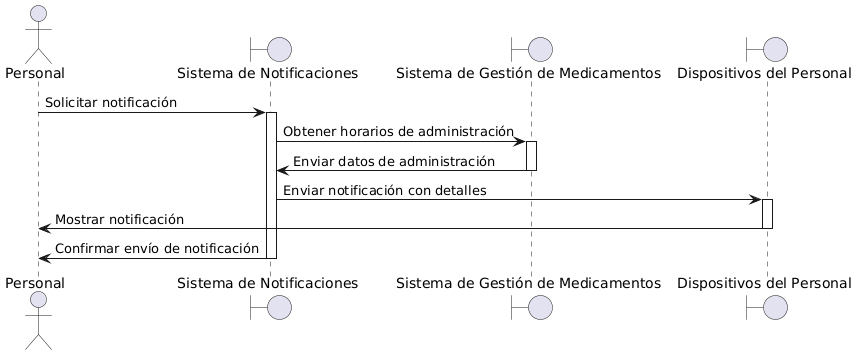 Personal
Sistema de Notificaciones
Sistema de Gestión de Medicamentos
Dispositivos del Personal
Solicitar notificación
Obtener horarios de administración
Enviar datos de administración
Enviar notificación con detalles
Mostrar notificación
Confirmar envío de notificación
Personal
Sistema de Notificaciones
Sistema de Gestión de Medicamentos
Dispositivos del Personal